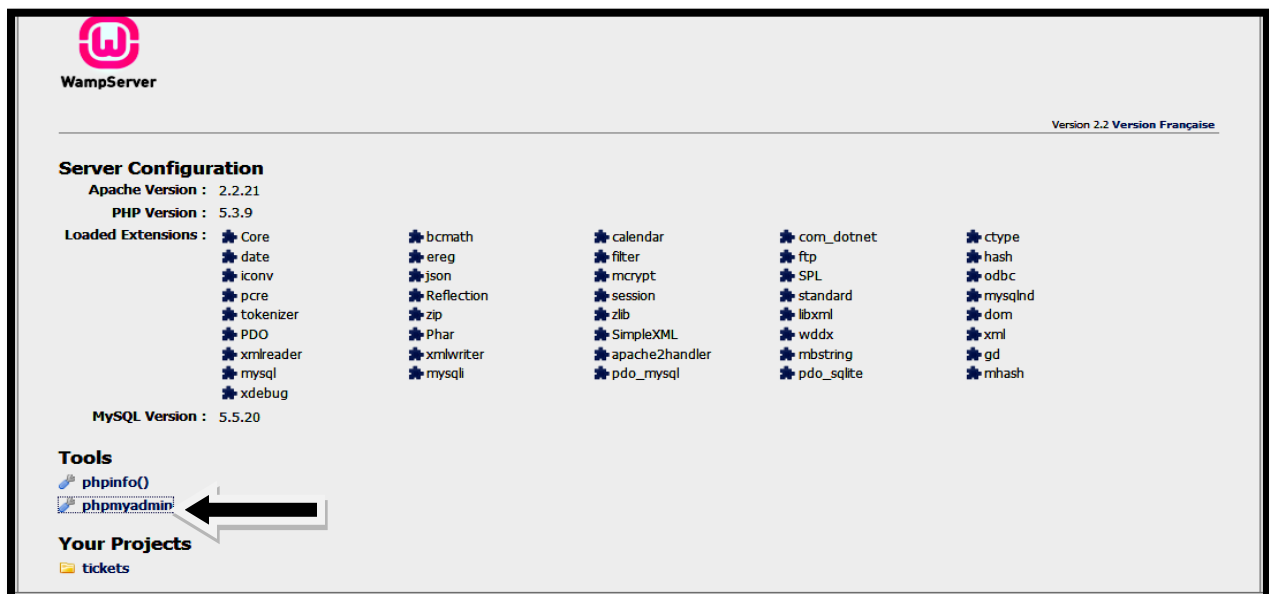 WampServer
Version 2.2 Version Française
Server Configuration
Apache Version : 2.2.21
PHP Version : 5.3.9
Loaded Extensions : Core bcmath calendar com_dotnet ctype
date ereg filter ftp hash
iconv json mcrypt SPL odbc
pcre Reflection session standard mysqlnd
tokenizer zip zlib libxml dom
PDO Phar SimpleXML wddx xml
xmlreader xmlwriter apache2handler mbstring gd
mysql mysqli pdo_mysql pdo_sqlite mhash
xdebug
MySQL Version : 5.5.20
Tools
phpinfo()
phpmyadmin
Your Projects
tickets